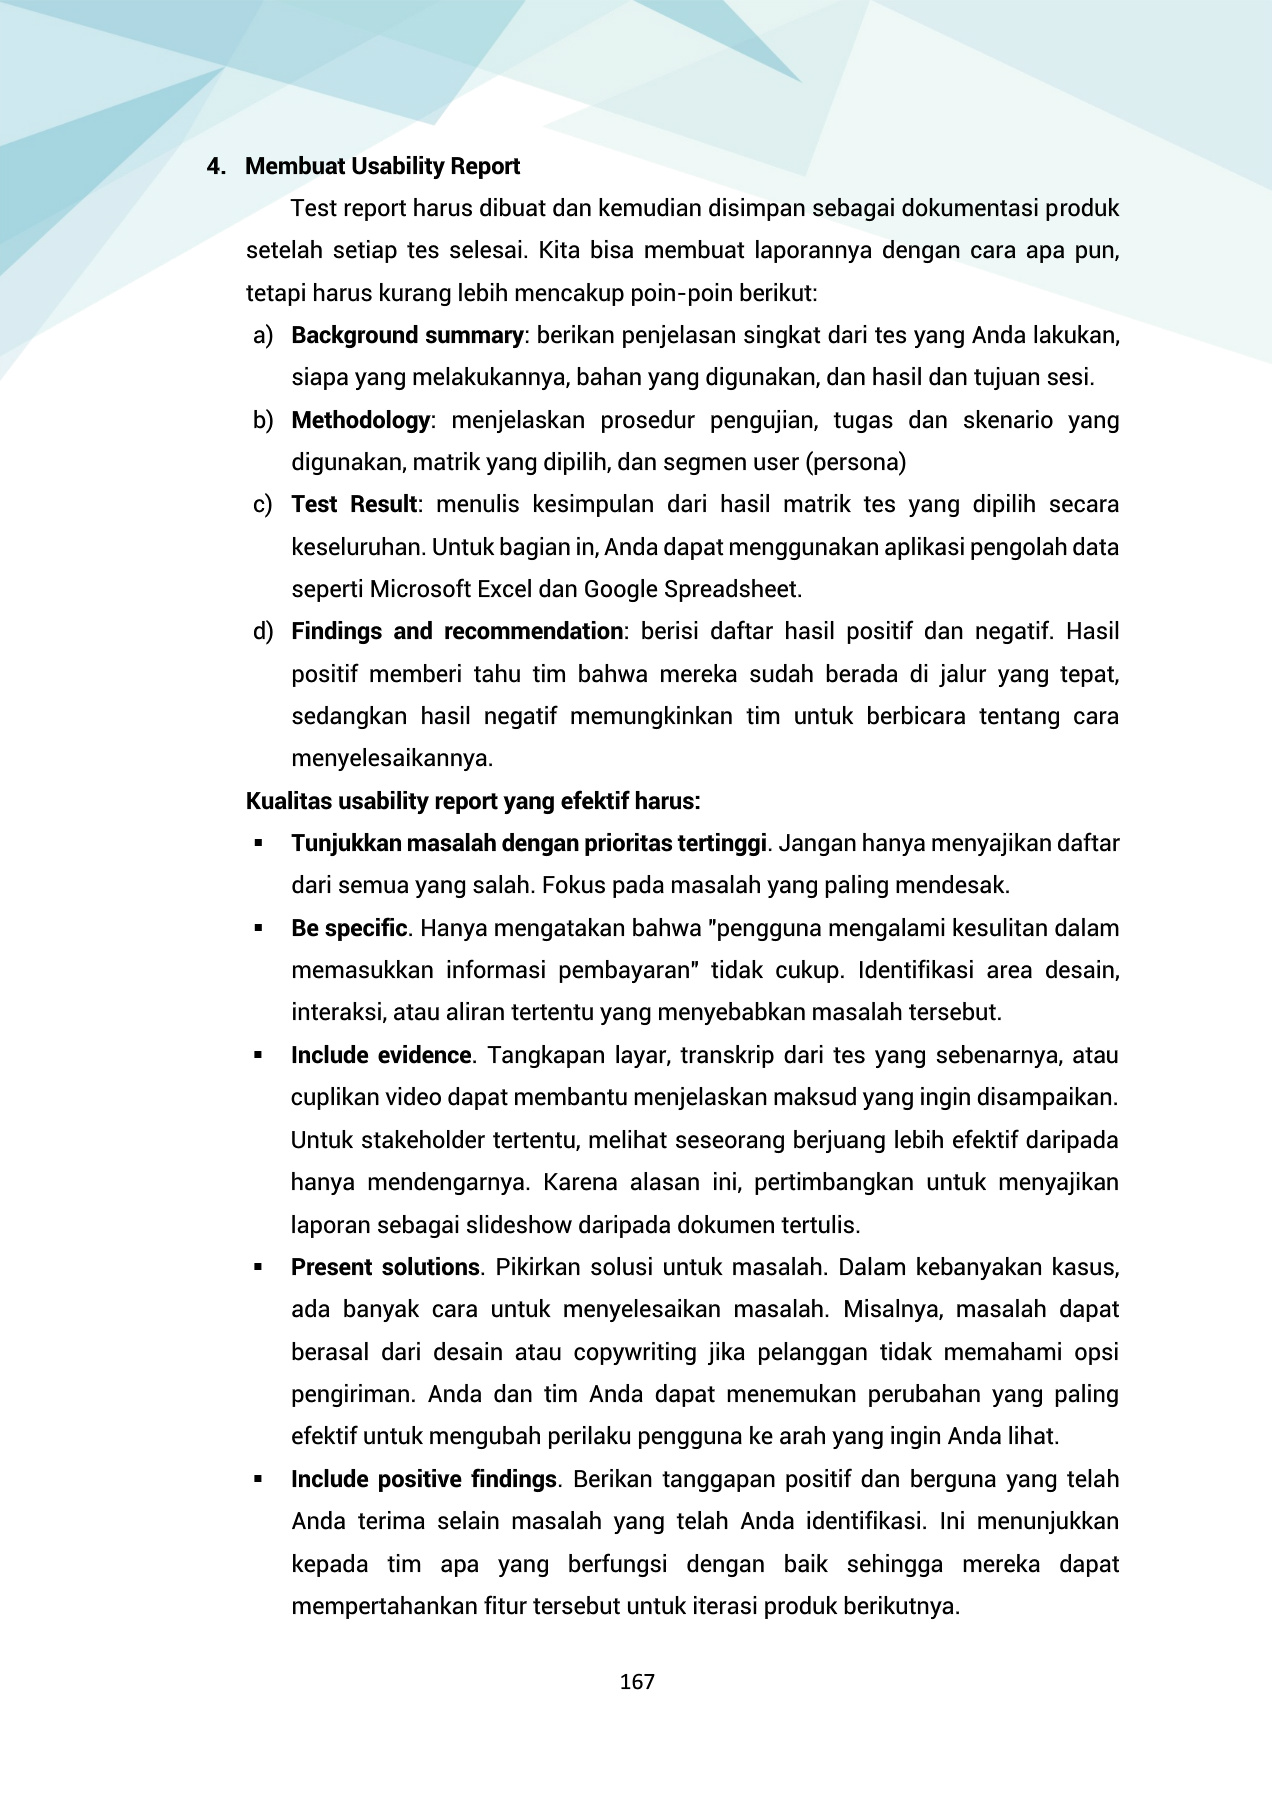 4. Membuat Usability Report
Test report harus dibuat dan kemudian disimpan sebagai dokumentasi produk
setelah setiap tes selesai. Kita bisa membuat laporannya dengan cara apa pun,
tetapi harus kurang lebih mencakup poin-poin berikut:
a) Background summary: berikan penjelasan singkat dari tes yang Anda lakukan,
siapa yang melakukannya, bahan yang digunakan, dan hasil dan tujuan sesi.
b) Methodology: menjelaskan prosedur pengujian, tugas dan skenario yang
digunakan, matrik yang dipilih, dan segmen user (persona)
c) Test Result: menulis kesimpulan dari hasil matrik tes yang dipilih secara
keseluruhan. Untuk bagian in, Anda dapat menggunakan aplikasi pengolah data
seperti Microsoft Excel dan Google Spreadsheet.
d) Findings and recommendation: berisi daftar hasil positif dan negatif. Hasil
positif memberi tahu tim bahwa mereka sudah berada di jalur yang tepat,
sedangkan hasil negatif memungkinkan tim untuk berbicara tentang cara
menyelesaikannya.
Kualitas usability report yang efektif harus:
▪ Tunjukkan masalah dengan prioritas tertinggi. Jangan hanya menyajikan daftar
dari semua yang salah. Fokus pada masalah yang paling mendesak.
▪ Be specific. Hanya mengatakan bahwa "pengguna mengalami kesulitan dalam
memasukkan informasi pembayaran" tidak cukup. Identifikasi area desain,
interaksi, atau aliran tertentu yang menyebabkan masalah tersebut.
▪ Include evidence. Tangkapan layar, transkrip dari tes yang sebenarnya, atau
cuplikan video dapat membantu menjelaskan maksud yang ingin disampaikan.
Untuk stakeholder tertentu, melihat seseorang berjuang lebih efektif daripada
hanya mendengarnya. Karena alasan ini, pertimbangkan untuk menyajikan
laporan sebagai slideshow daripada dokumen tertulis.
▪ Present solutions. Pikirkan solusi untuk masalah. Dalam kebanyakan kasus,
ada banyak cara untuk menyelesaikan masalah. Misalnya, masalah dapat
berasal dari desain atau copywriting jika pelanggan tidak memahami opsi
pengiriman. Anda dan tim Anda dapat menemukan perubahan yang paling
efektif untuk mengubah perilaku pengguna ke arah yang ingin Anda lihat.
▪ Include positive findings. Berikan tanggapan positif dan berguna yang telah
Anda terima selain masalah yang telah Anda identifikasi. Ini menunjukkan
kepada tim apa yang berfungsi dengan baik sehingga mereka dapat
mempertahankan fitur tersebut untuk iterasi produk berikutnya.
167